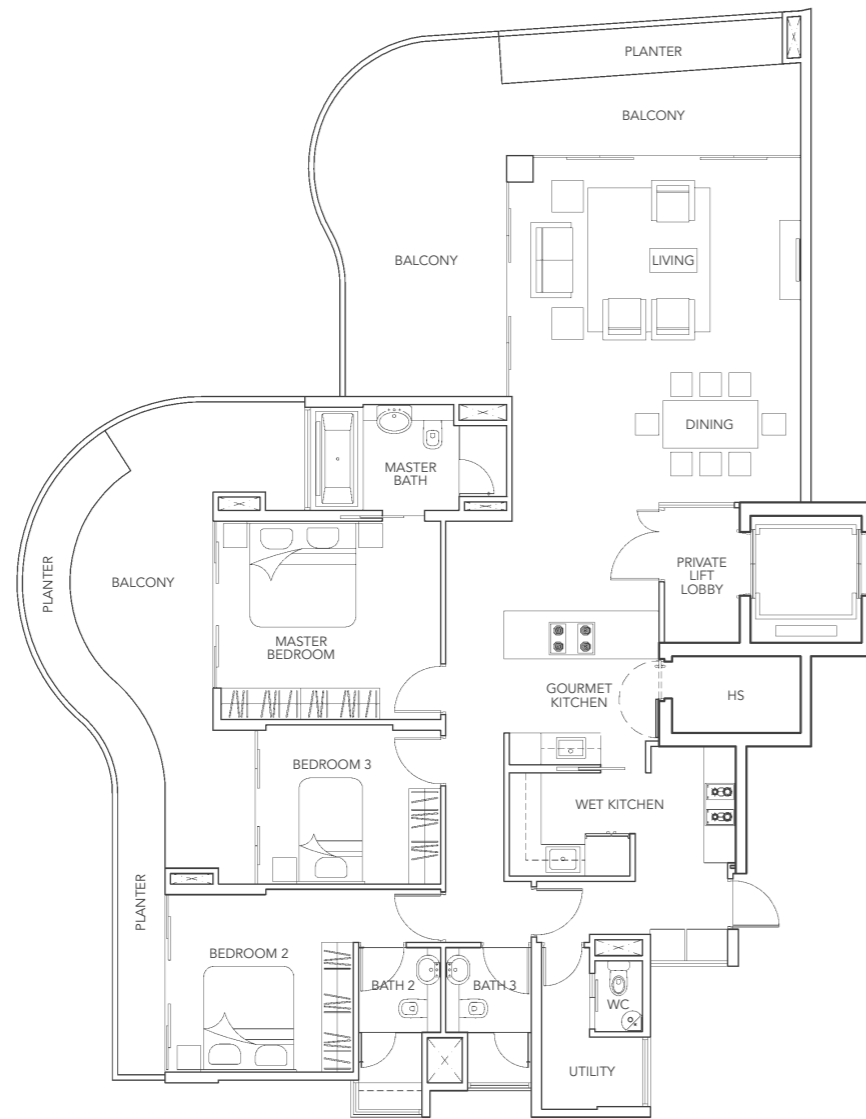 PLANTER
BALCONY
BALCONY
LIVING
DINING
MASTER
BATH
PRIVATE
LIFT
LOBBY
PLANTER
BALCONY
MASTER
BEDROOM
GOURMET
KITCHEN
HS
BEDROOM 3
WET KITCHEN
PLANTER
BEDROOM 2
BATH 2
BATH 3
WC
UTILITY